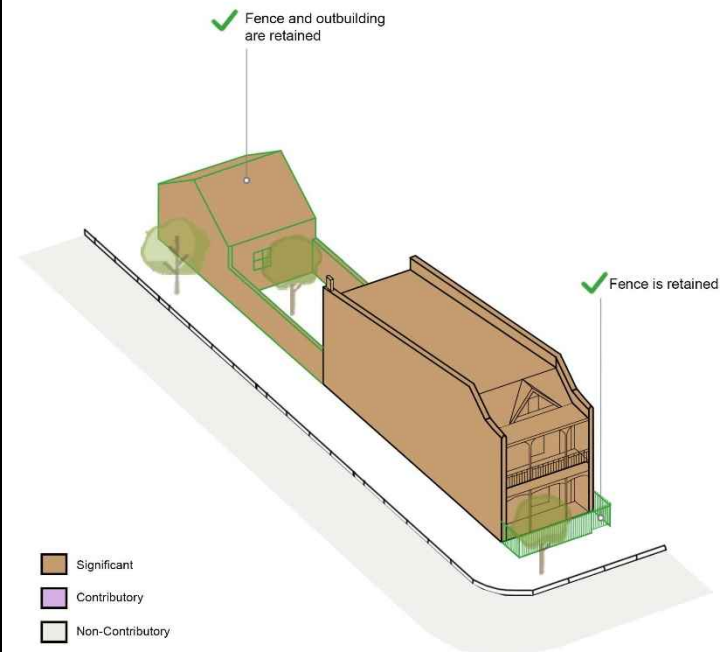 Fence and outbuilding
are retained
Fence is retained
Significant
Contributory
Non-Contributory